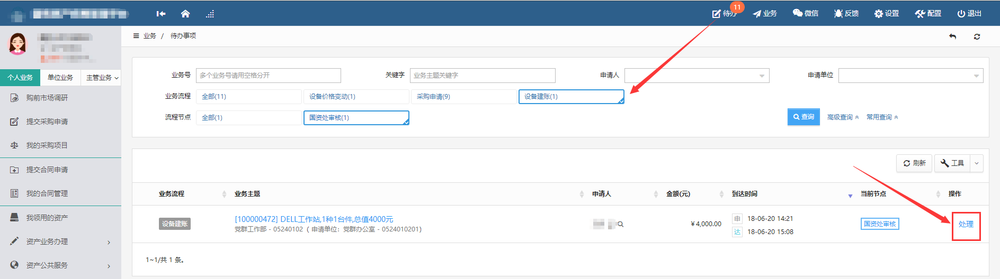 待办 11 业务 微信 反馈 设置 配置 退出
业务 / 待办事项
个人业务 单位业务 主管业务
购前市场调研
提交采购申请
我的采购项目
提交合同申请
我的合同管理
我领用的资产
资产业务办理
资产公共服务
业务号 多个业务号请用空格分开 关键字 业务主题关键字 申请人 申请单位
业务流程 全部(11) 设备价格变动(1) 采购申请(9) 设备建账(1)
流程节点 全部(1) 国资处审核(1) 查询 高级查询 常用查询
刷新 工具
业务流程 业务主题 申请人 金额(元) 到达时间 当前节点 操作
设备建账 [100000472] DELL工作站,1种1台件,总值4000元
党群工作部 - 05240102 ( 申请单位: 党群办公室 - 0524010201)
¥4,000.00
申 18-06-20 14:21
达 18-06-20 15:08
国资处审核 处理
1~1/共 1 条。